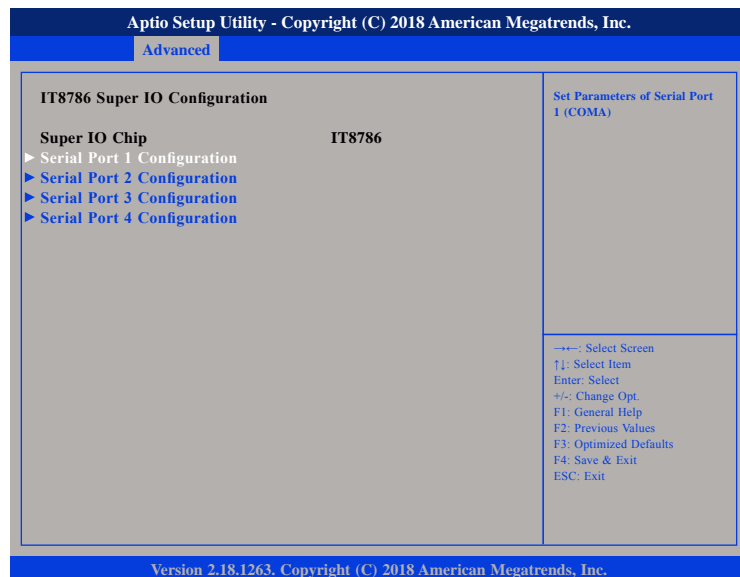 Aptio Setup Utility - Copyright (C) 2018 American Megatrends, Inc.
Advanced
IT8786 Super IO Configuration
Super IO Chip IT8786
► Serial Port 1 Configuration
► Serial Port 2 Configuration
► Serial Port 3 Configuration
► Serial Port 4 Configuration
Set Parameters of Serial Port
1 (COMA)
→←: Select Screen
↑↓: Select Item
Enter: Select
+/-: Change Opt.
F1: General Help
F2: Previous Values
F3: Optimized Defaults
F4: Save & Exit
ESC: Exit
Version 2.18.1263. Copyright (C) 2018 American Megatrends, Inc.